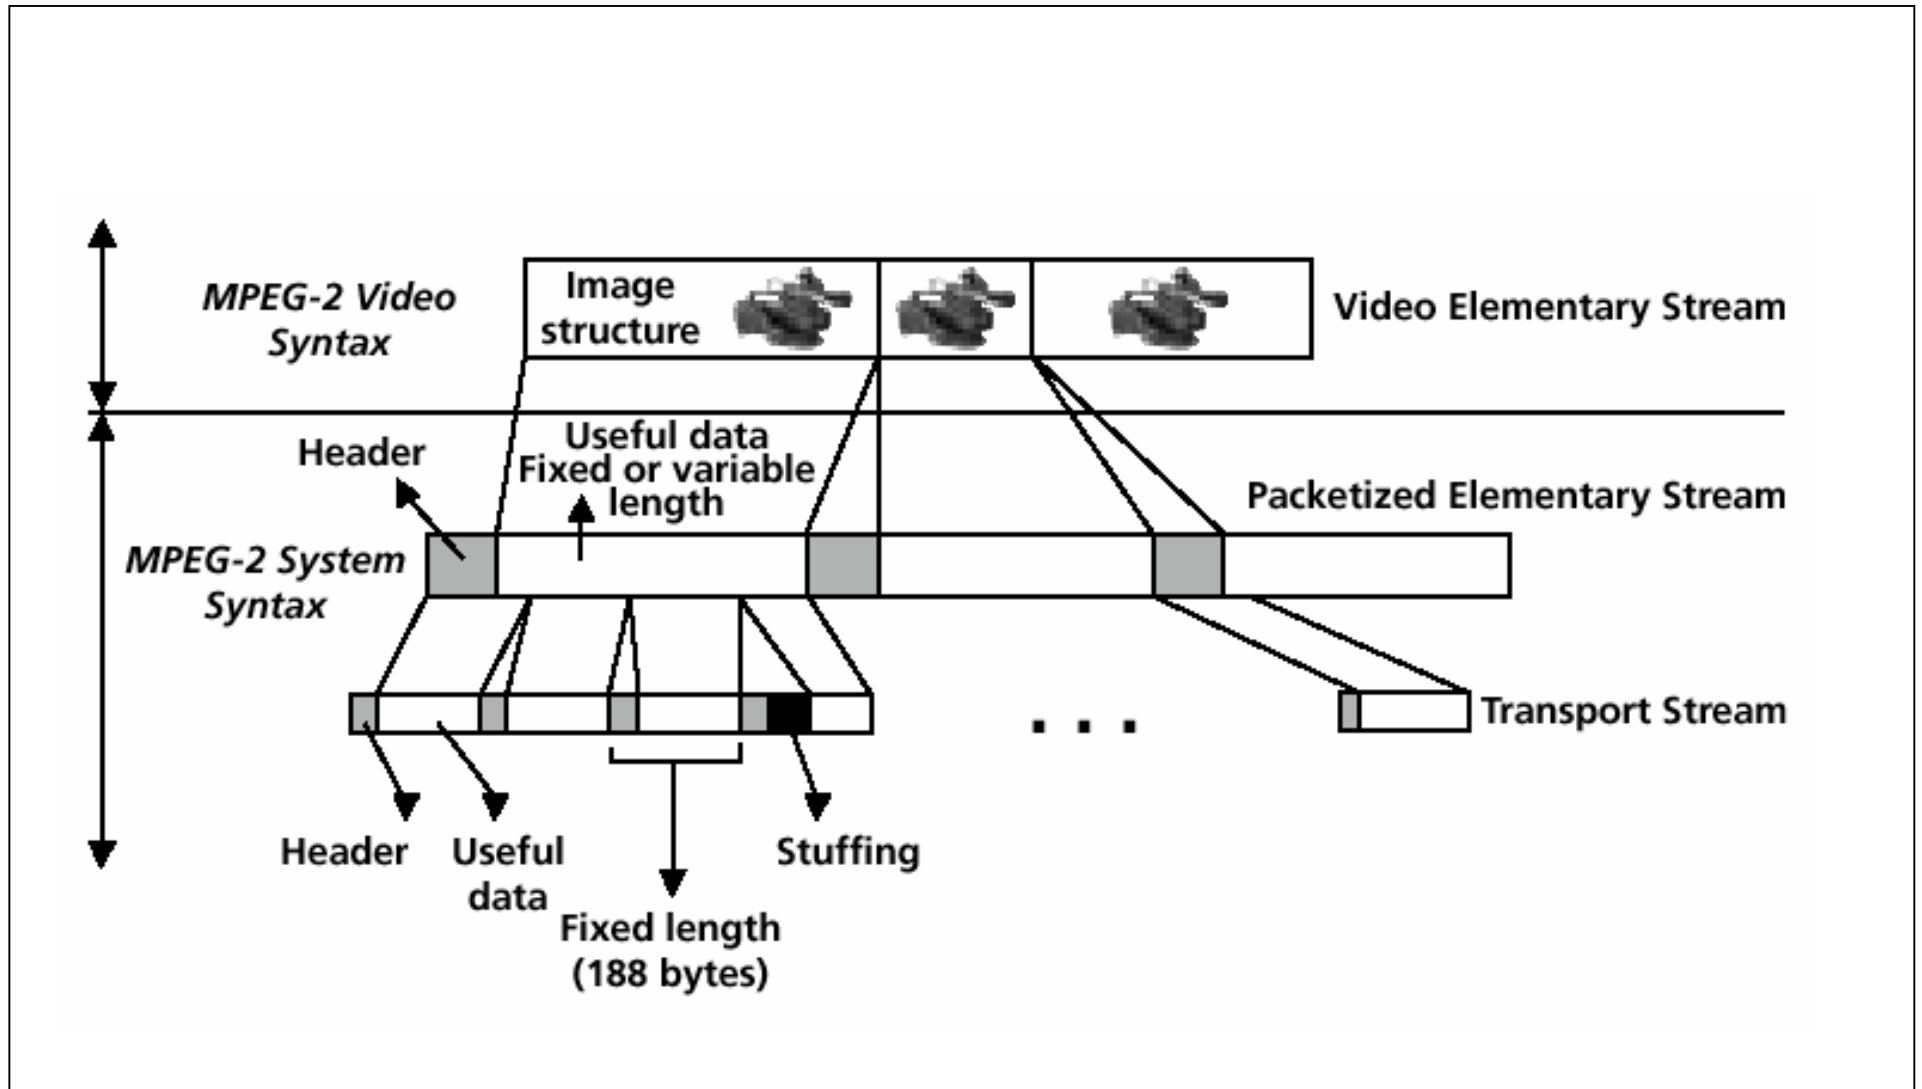 MPEG-2 Video
Syntax
Image
structure
Video Elementary Stream
Header
Useful data
Fixed or variable
length
Packetized Elementary Stream
MPEG-2 System
Syntax
Transport Stream
. . .
Header
Useful
data
Stuffing
Fixed length
(188 bytes)